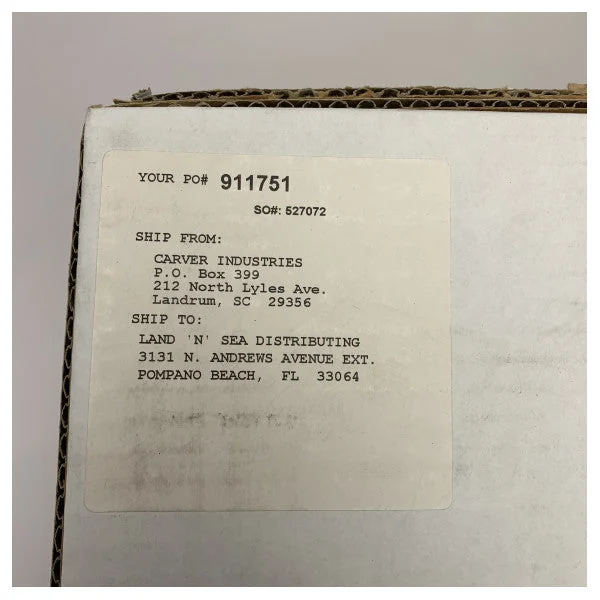 YOUR PO# 911751
SO#: 527072
SHIP FROM:
CARVER INDUSTRIES
P.O. Box 399
212 North Lyles Ave.
Landrum, SC 29356
SHIP TO:
LAND 'N' SEA DISTRIBUTING
3131 N. ANDREWS AVENUE EXT.
POMPANO BEACH, FL 33064